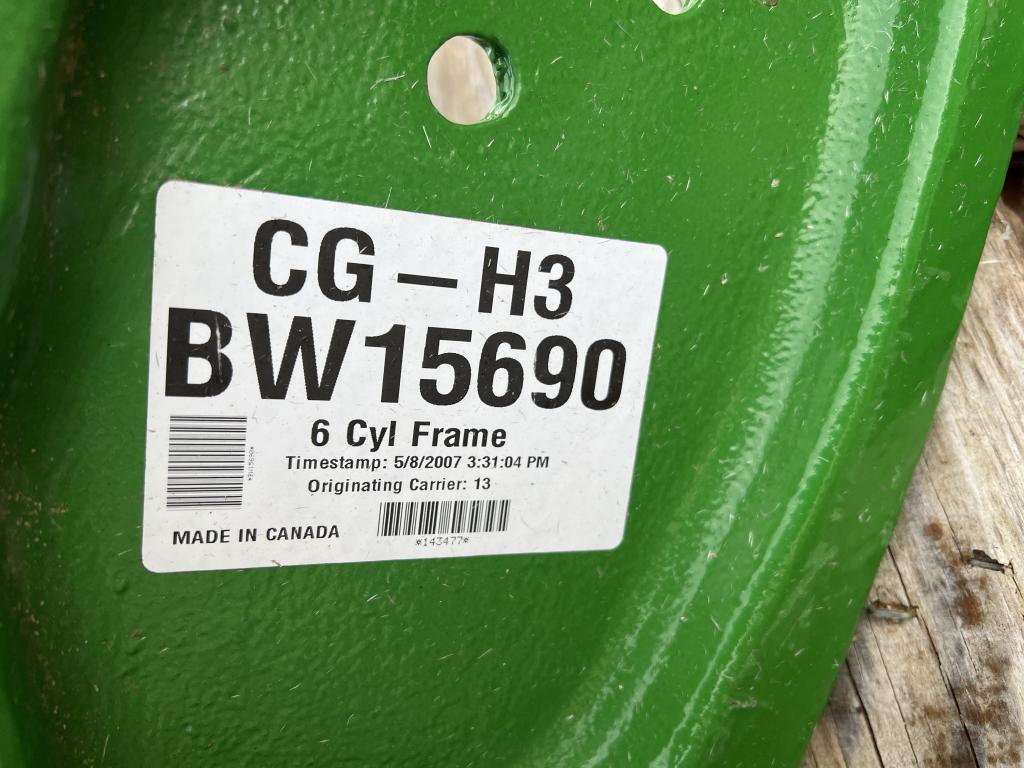 CG – H3
BW15690
6 Cyl Frame
Timestamp: 5/8/2007 3:31:04 PM
Originating Carrier: 13
*BW15690*
MADE IN CANADA
*143477*